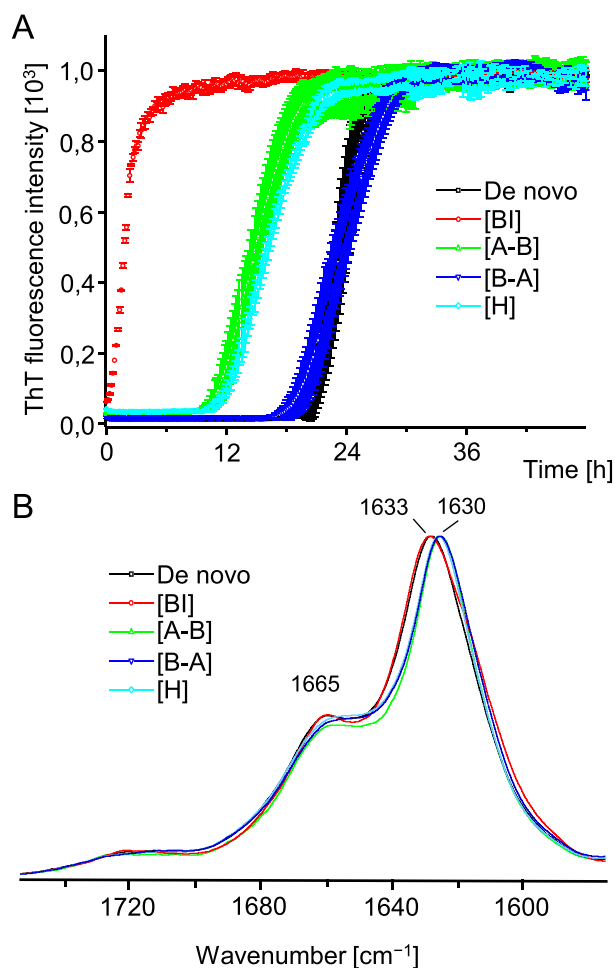 A
ThT fluorescence intensity [10³]
1,0
0,8
0,6
0,4
0,2
0,0
De novo
[BI]
[A-B]
[B-A]
[H]
0 12 24 36
Time [h]
B
1633 1630
De novo
[BI]
[A-B]
[B-A]
[H]
1665
1720 1680 1640 1600
Wavenumber [cm⁻¹]